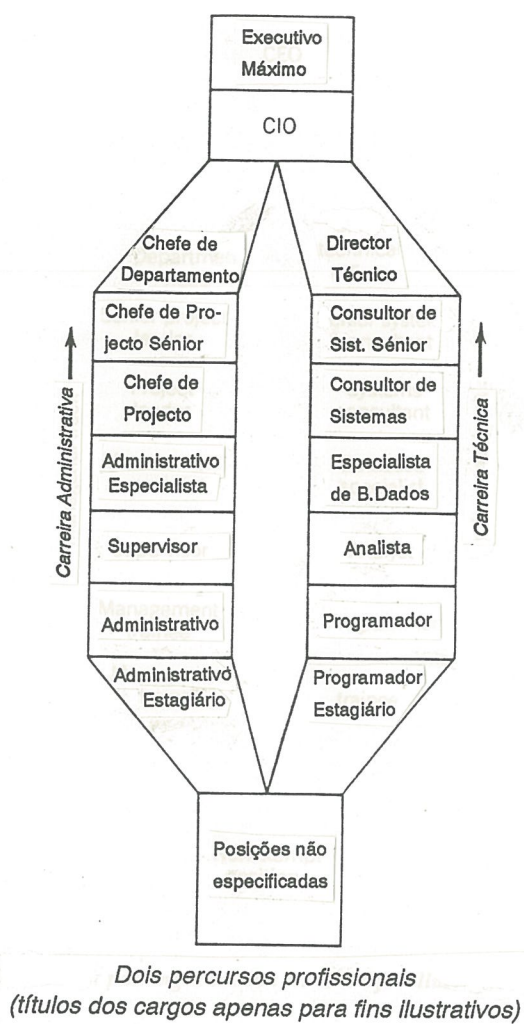 Executivo
Máximo
CIO
Chefe de
Departamento
Chefe de Pro-
jecto Sénior
Chefe de
Projecto
Administrativo
Especialista
Supervisor
Administrativo
Administrativo
Estagiário
Carreira Administrativa
Director
Técnico
Consultor de
Sist. Sénior
Consultor de
Sistemas
Especialista
de B.Dados
Analista
Programador
Programador
Estagiário
Carreira Técnica
Posições não
especificadas
Dois percursos profissionais
(títulos dos cargos apenas para fins ilustrativos)